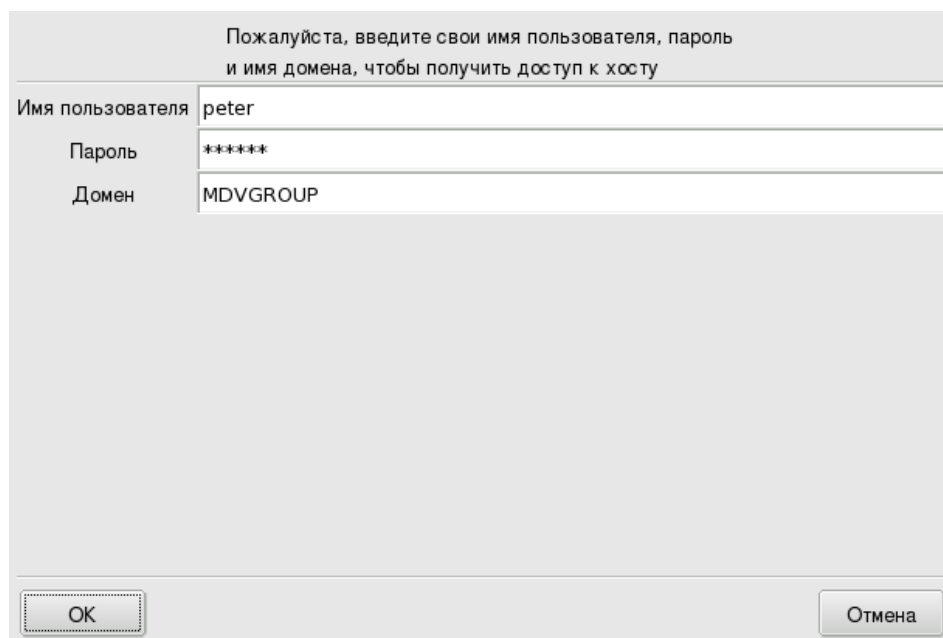 Пожалуйста, введите свои имя пользователя, пароль
и имя домена, чтобы получить доступ к хосту
Имя пользователя peter
Пароль ******
Домен MDVGROUP
OK Отмена